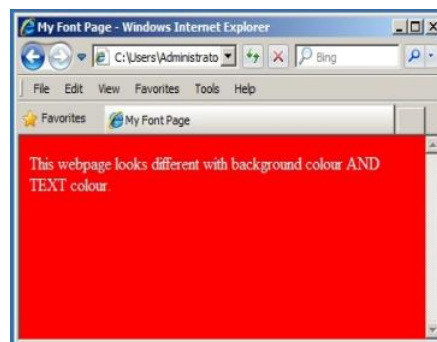 My Font Page - Windows Internet Explorer
C:\Users\Administrato
Bing
File Edit View Favorites Tools Help
Favorites My Font Page
This webpage looks different with background colour AND
TEXT colour.